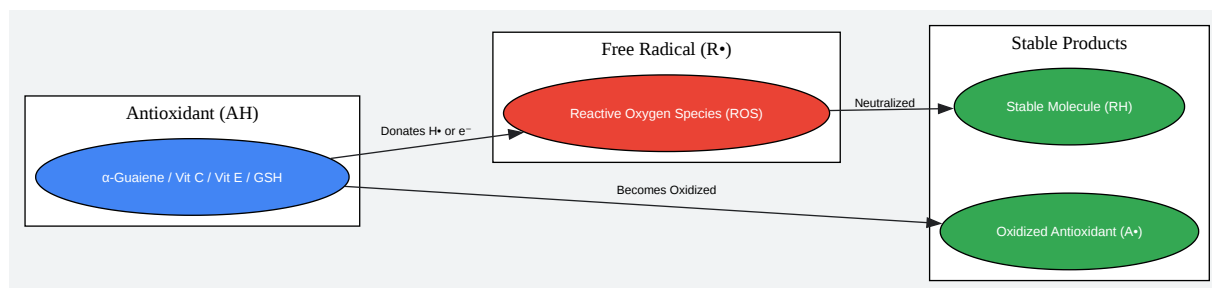 Antioxidant (AH)
α-Guaiene / Vit C / Vit E / GSH
Donates H• or e⁻
Becomes Oxidized
Free Radical (R•)
Reactive Oxygen Species (ROS)
Neutralized
Stable Products
Stable Molecule (RH)
Oxidized Antioxidant (A•)